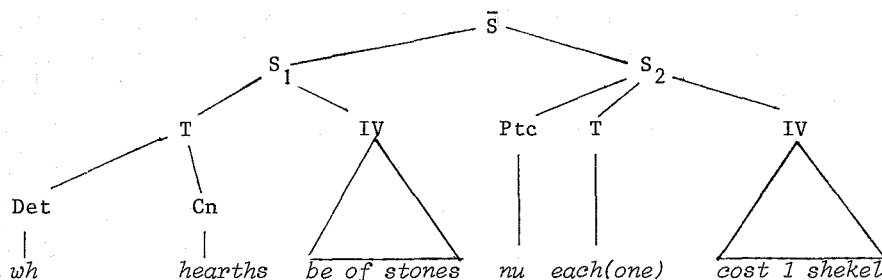 S̄
S₁ S₂
T IV Ptc T IV
Det Cn
wh hearths be of stones nu each(one) cost 1 shekel